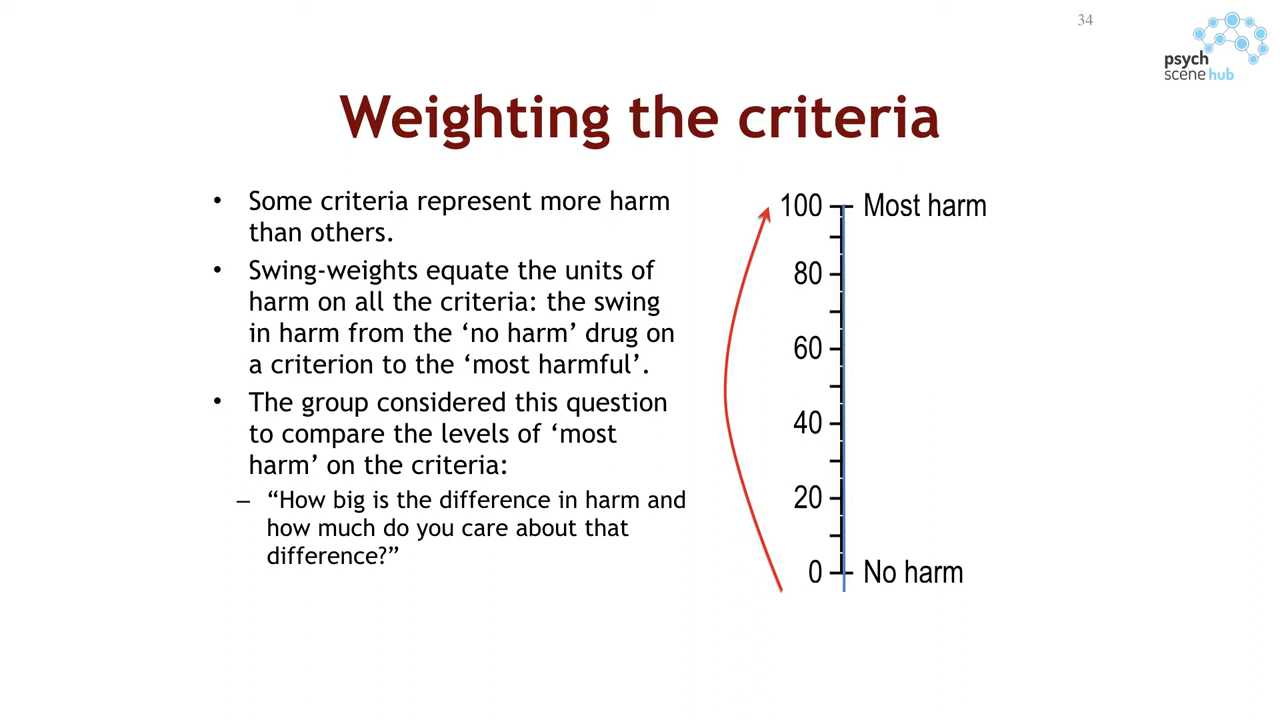 34
psych
scene hub
Weighting the criteria
• Some criteria represent more harm
than others.
• Swing-weights equate the units of
harm on all the criteria: the swing
in harm from the ‘no harm’ drug on
a criterion to the ‘most harmful’.
• The group considered this question
to compare the levels of ‘most
harm’ on the criteria:
– “How big is the difference in harm and
how much do you care about that
difference?”
100 Most harm
80
60
40
20
0 No harm